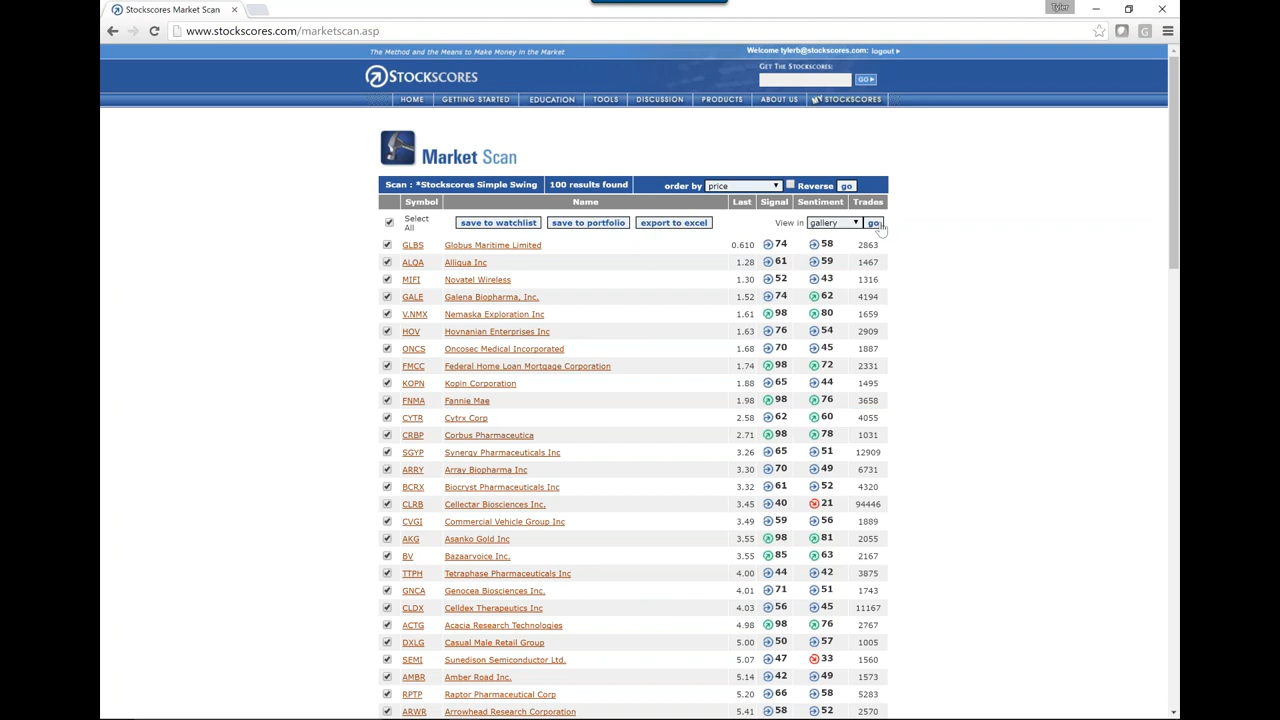 Tyler
Stockscores Market Scan
www.stockscores.com/marketscan.asp
The Method and the Means to Make Money in the Market
Welcome tylerb@stockscores.com: logout
GET THE STOCKSCORES:
STOCKSCORES
GO
HOME GETTING STARTED EDUCATION TOOLS DISCUSSION PRODUCTS ABOUT US MY STOCKSCORES
Market Scan
Scan : *Stockscores Simple Swing 100 results found order by price Reverse go
Symbol Name Last Signal Sentiment Trades
Select All save to watchlist save to portfolio export to excel View in gallery go
GLBS Globus Maritime Limited 0.610 74 58 2863
ALQA Alliqua Inc 1.28 61 59 1467
MIFI Novatel Wireless 1.30 52 43 1316
GALE Galena Biopharma, Inc. 1.52 74 62 4194
V.NMX Nemaska Exploration Inc 1.61 98 80 1659
HOV Hovnanian Enterprises Inc 1.63 76 54 2909
ONCS Oncosec Medical Incorporated 1.68 70 45 1887
FMCC Federal Home Loan Mortgage Corporation 1.74 98 72 2331
KOPN Kopin Corporation 1.88 65 44 1495
FNMA Fannie Mae 1.98 98 76 3658
CYTR Cytrx Corp 2.58 62 60 4055
CRBP Corbus Pharmaceutica 2.71 98 78 1031
SGYP Synergy Pharmaceuticals Inc 3.26 65 51 12909
ARRY Array Biopharma Inc 3.30 70 49 6731
BCRX Biocryst Pharmaceuticals Inc 3.32 61 52 4320
CLRB Cellectar Biosciences Inc. 3.45 40 21 94446
CVGI Commercial Vehicle Group Inc 3.49 59 56 1889
AKG Asanko Gold Inc 3.55 98 81 2055
BV Bazaarvoice Inc. 3.55 85 63 2167
TTPH Tetraphase Pharmaceuticals Inc 4.00 44 42 3875
GNCA Genocea Biosciences Inc. 4.01 71 51 1743
CLDX Celldex Therapeutics Inc 4.03 56 45 11167
ACTG Acacia Research Technologies 4.98 98 76 2767
DXLG Casual Male Retail Group 5.00 50 57 1005
SEMI Sunedison Semiconductor Ltd. 5.07 47 33 1560
AMBR Amber Road Inc. 5.14 42 49 1573
RPTP Raptor Pharmaceutical Corp 5.20 66 58 5283
ARWR Arrowhead Research Corporation 5.41 58 52 2570